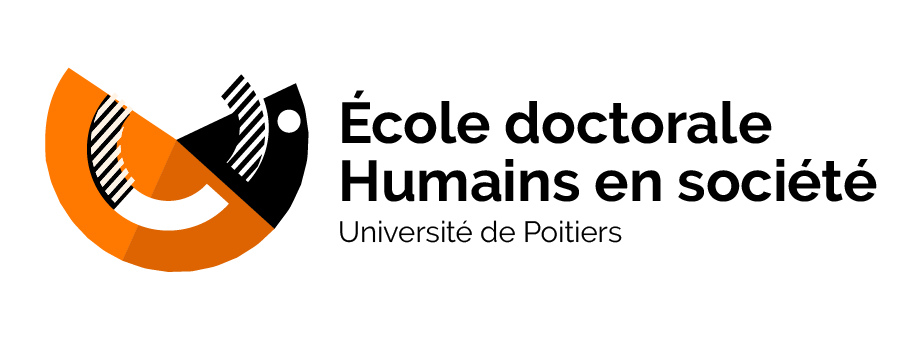 École doctorale
Humains en société
Université de Poitiers